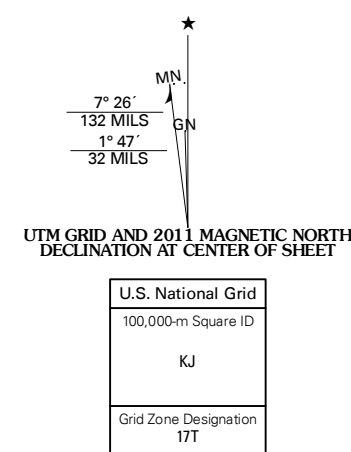 ★
M.N.
7° 26´
132 MILS
GN
1° 47´
32 MILS
UTM GRID AND 2011 MAGNETIC NORTH
DECLINATION AT CENTER OF SHEET
U.S. National Grid
100,000-m Square ID
KJ
Grid Zone Designation
17T